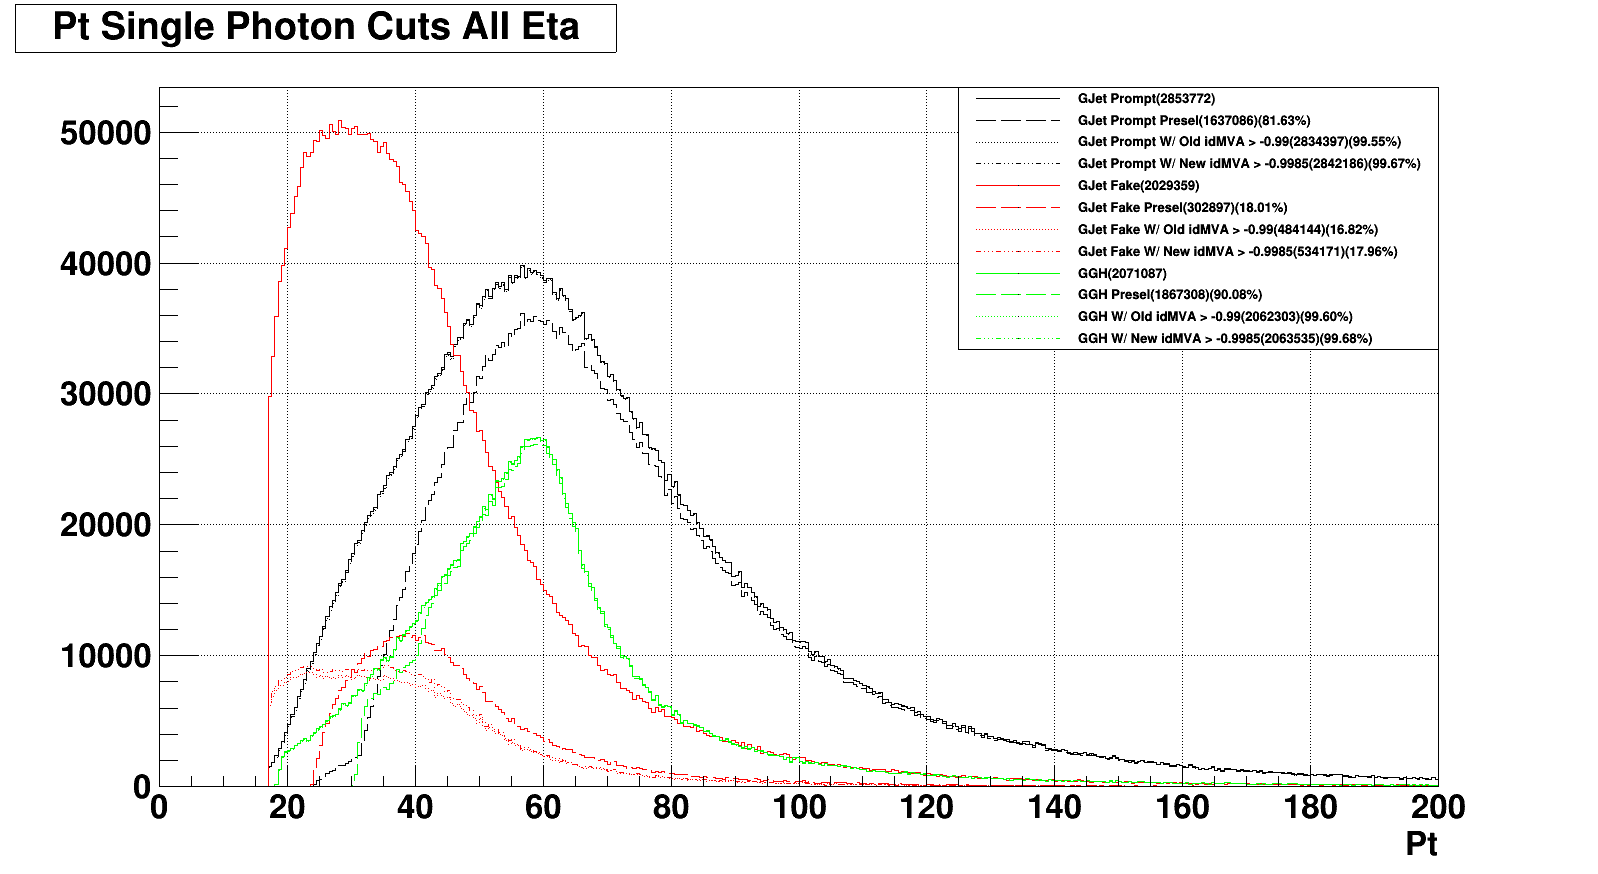 Pt Single Photon Cuts All Eta
GJet Prompt(2853772)
GJet Prompt Presel(1637086)(81.63%)
GJet Prompt W/ Old idMVA > -0.99(2834397)(99.55%)
GJet Prompt W/ New idMVA > -0.9985(2842186)(99.67%)
GJet Fake(2029359)
GJet Fake Presel(302897)(18.01%)
GJet Fake W/ Old idMVA > -0.99(484144)(16.82%)
GJet Fake W/ New idMVA > -0.9985(534171)(17.96%)
GGH(2071087)
GGH Presel(1867308)(90.08%)
GGH W/ Old idMVA > -0.99(2062303)(99.60%)
GGH W/ New idMVA > -0.9985(2063535)(99.68%)
50000
40000
30000
20000
10000
0
0 20 40 60 80 100 120 140 160 180 200
Pt